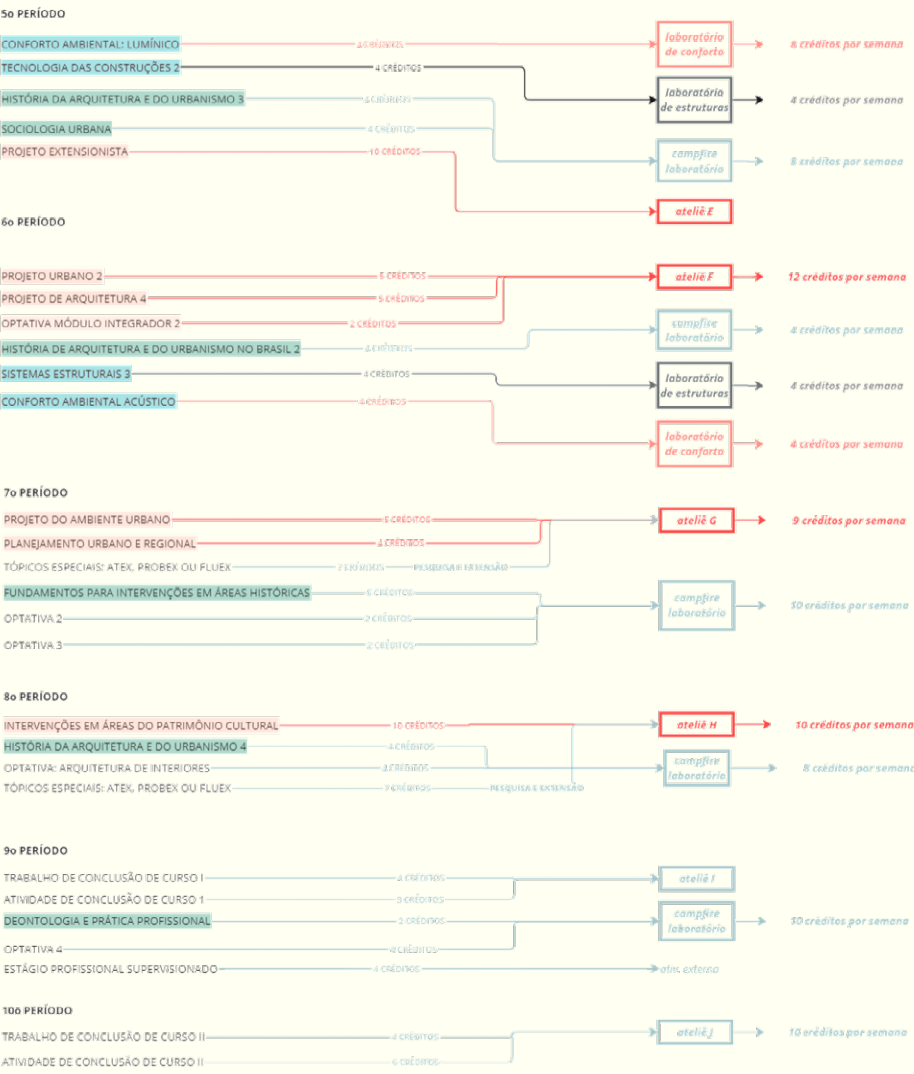 5o PERÍODO
CONFORTO AMBIENTAL: LUMÍNICO
laboratório
de conforto
8 créditos por semana
TECNOLOGIA DAS CONSTRUÇÕES 2
4 CRÉDITOS
laboratório
de estruturas
4 créditos por semana
HISTÓRIA DA ARQUITETURA E DO URBANISMO 3
4 CRÉDITOS
SOCIOLOGIA URBANA
4 CRÉDITOS
campfire
laboratório
8 créditos por semana
PROJETO EXTENSIONISTA
10 CRÉDITOS
ateliê E
6o PERÍODO
PROJETO URBANO 2
5 CRÉDITOS
ateliê F
12 créditos por semana
PROJETO DE ARQUITETURA 4
5 CRÉDITOS
OPTATIVA MÓDULO INTEGRADOR 2
2 CRÉDITOS
campfire
laboratório
4 créditos por semana
HISTÓRIA DE ARQUITETURA E DO URBANISMO NO BRASIL 2
4 CRÉDITOS
SISTEMAS ESTRUTURAIS 3
4 CRÉDITOS
laboratório
de estruturas
4 créditos por semana
CONFORTO AMBIENTAL ACÚSTICO
4 CRÉDITOS
laboratório
de conforto
4 créditos por semana
7o PERÍODO
PROJETO DO AMBIENTE URBANO
5 CRÉDITOS
ateliê G
9 créditos por semana
PLANEJAMENTO URBANO E REGIONAL
4 CRÉDITOS
TÓPICOS ESPECIAIS: ATEX, PROBEX OU FLUEX
CRÉDITOS
PESQUISA E EXTENSÃO
FUNDAMENTOS PARA INTERVENÇÕES EM ÁREAS HISTÓRICAS
CRÉDITOS
campfire
laboratório
10 créditos por semana
OPTATIVA 2
2 CRÉDITOS
OPTATIVA 3
2 CRÉDITOS
8o PERÍODO
INTERVENÇÕES EM ÁREAS DO PATRIMÔNIO CULTURAL
10 CRÉDITOS
ateliê H
10 créditos por semana
HISTÓRIA DA ARQUITETURA E DO URBANISMO 4
4 CRÉDITOS
OPTATIVA: ARQUITETURA DE INTERIORES
CRÉDITOS
campfire
laboratório
8 créditos por semana
TÓPICOS ESPECIAIS: ATEX, PROBEX OU FLUEX
CRÉDITOS
PESQUISA E EXTENSÃO
9o PERÍODO
TRABALHO DE CONCLUSÃO DE CURSO I
4 CRÉDITOS
ateliê I
ATIVIDADE DE CONCLUSÃO DE CURSO 1
CRÉDITOS
DEONTOLOGIA E PRÁTICA PROFISSIONAL
2 CRÉDITOS
campfire
laboratório
10 créditos por semana
OPTATIVA 4
CRÉDITOS
ESTÁGIO PROFISSIONAL SUPERVISIONADO
4 CRÉDITOS
ativ. externa
10o PERÍODO
TRABALHO DE CONCLUSÃO DE CURSO II
4 CRÉDITOS
ateliê J
10 créditos por semana
ATIVIDADE DE CONCLUSÃO DE CURSO II
6 CRÉDITOS